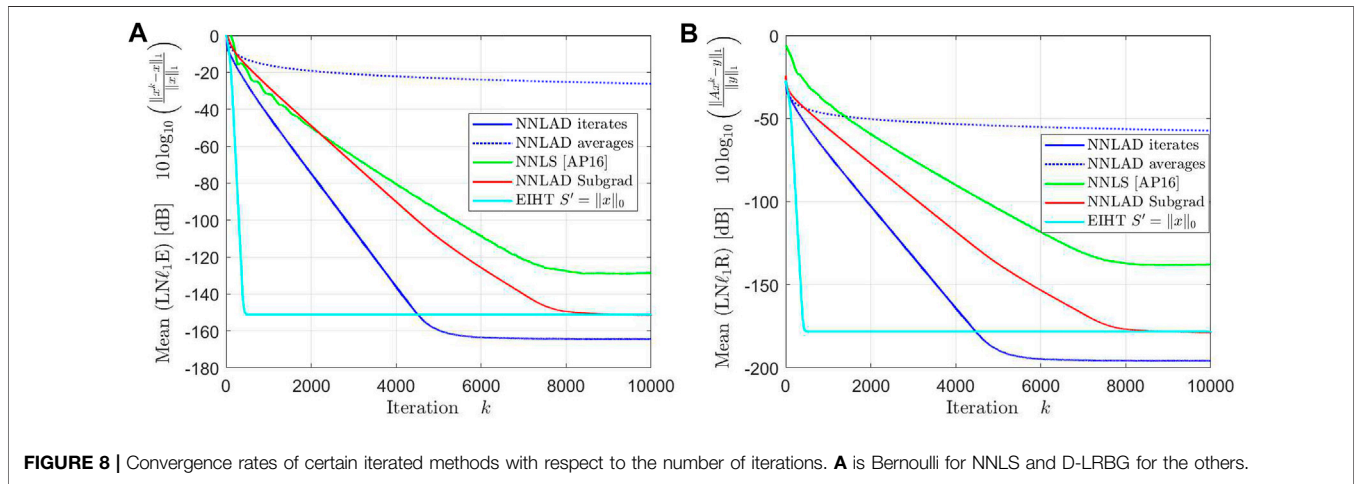 A
Mean (LNℓ₁E) [dB] 10 log₁₀ (‖xᵏ−x‖₁ / ‖x‖₁)
0
-20
-40
-60
-80
-100
-120
-140
-160
-180
0 2000 4000 6000 8000 10000
Iteration k
NNLAD iterates
NNLAD averages
NNLS [AP16]
NNLAD Subgrad
EIHT S′ = ‖x‖₀
B
Mean (LNℓ₁R) [dB] 10 log₁₀ (‖Axᵏ−y‖₁ / ‖y‖₁)
0
-50
-100
-150
-200
0 2000 4000 6000 8000 10000
Iteration k
NNLAD iterates
NNLAD averages
NNLS [AP16]
NNLAD Subgrad
EIHT S′ = ‖x‖₀
FIGURE 8 | Convergence rates of certain iterated methods with respect to the number of iterations. A is Bernoulli for NNLS and D-LRBG for the others.